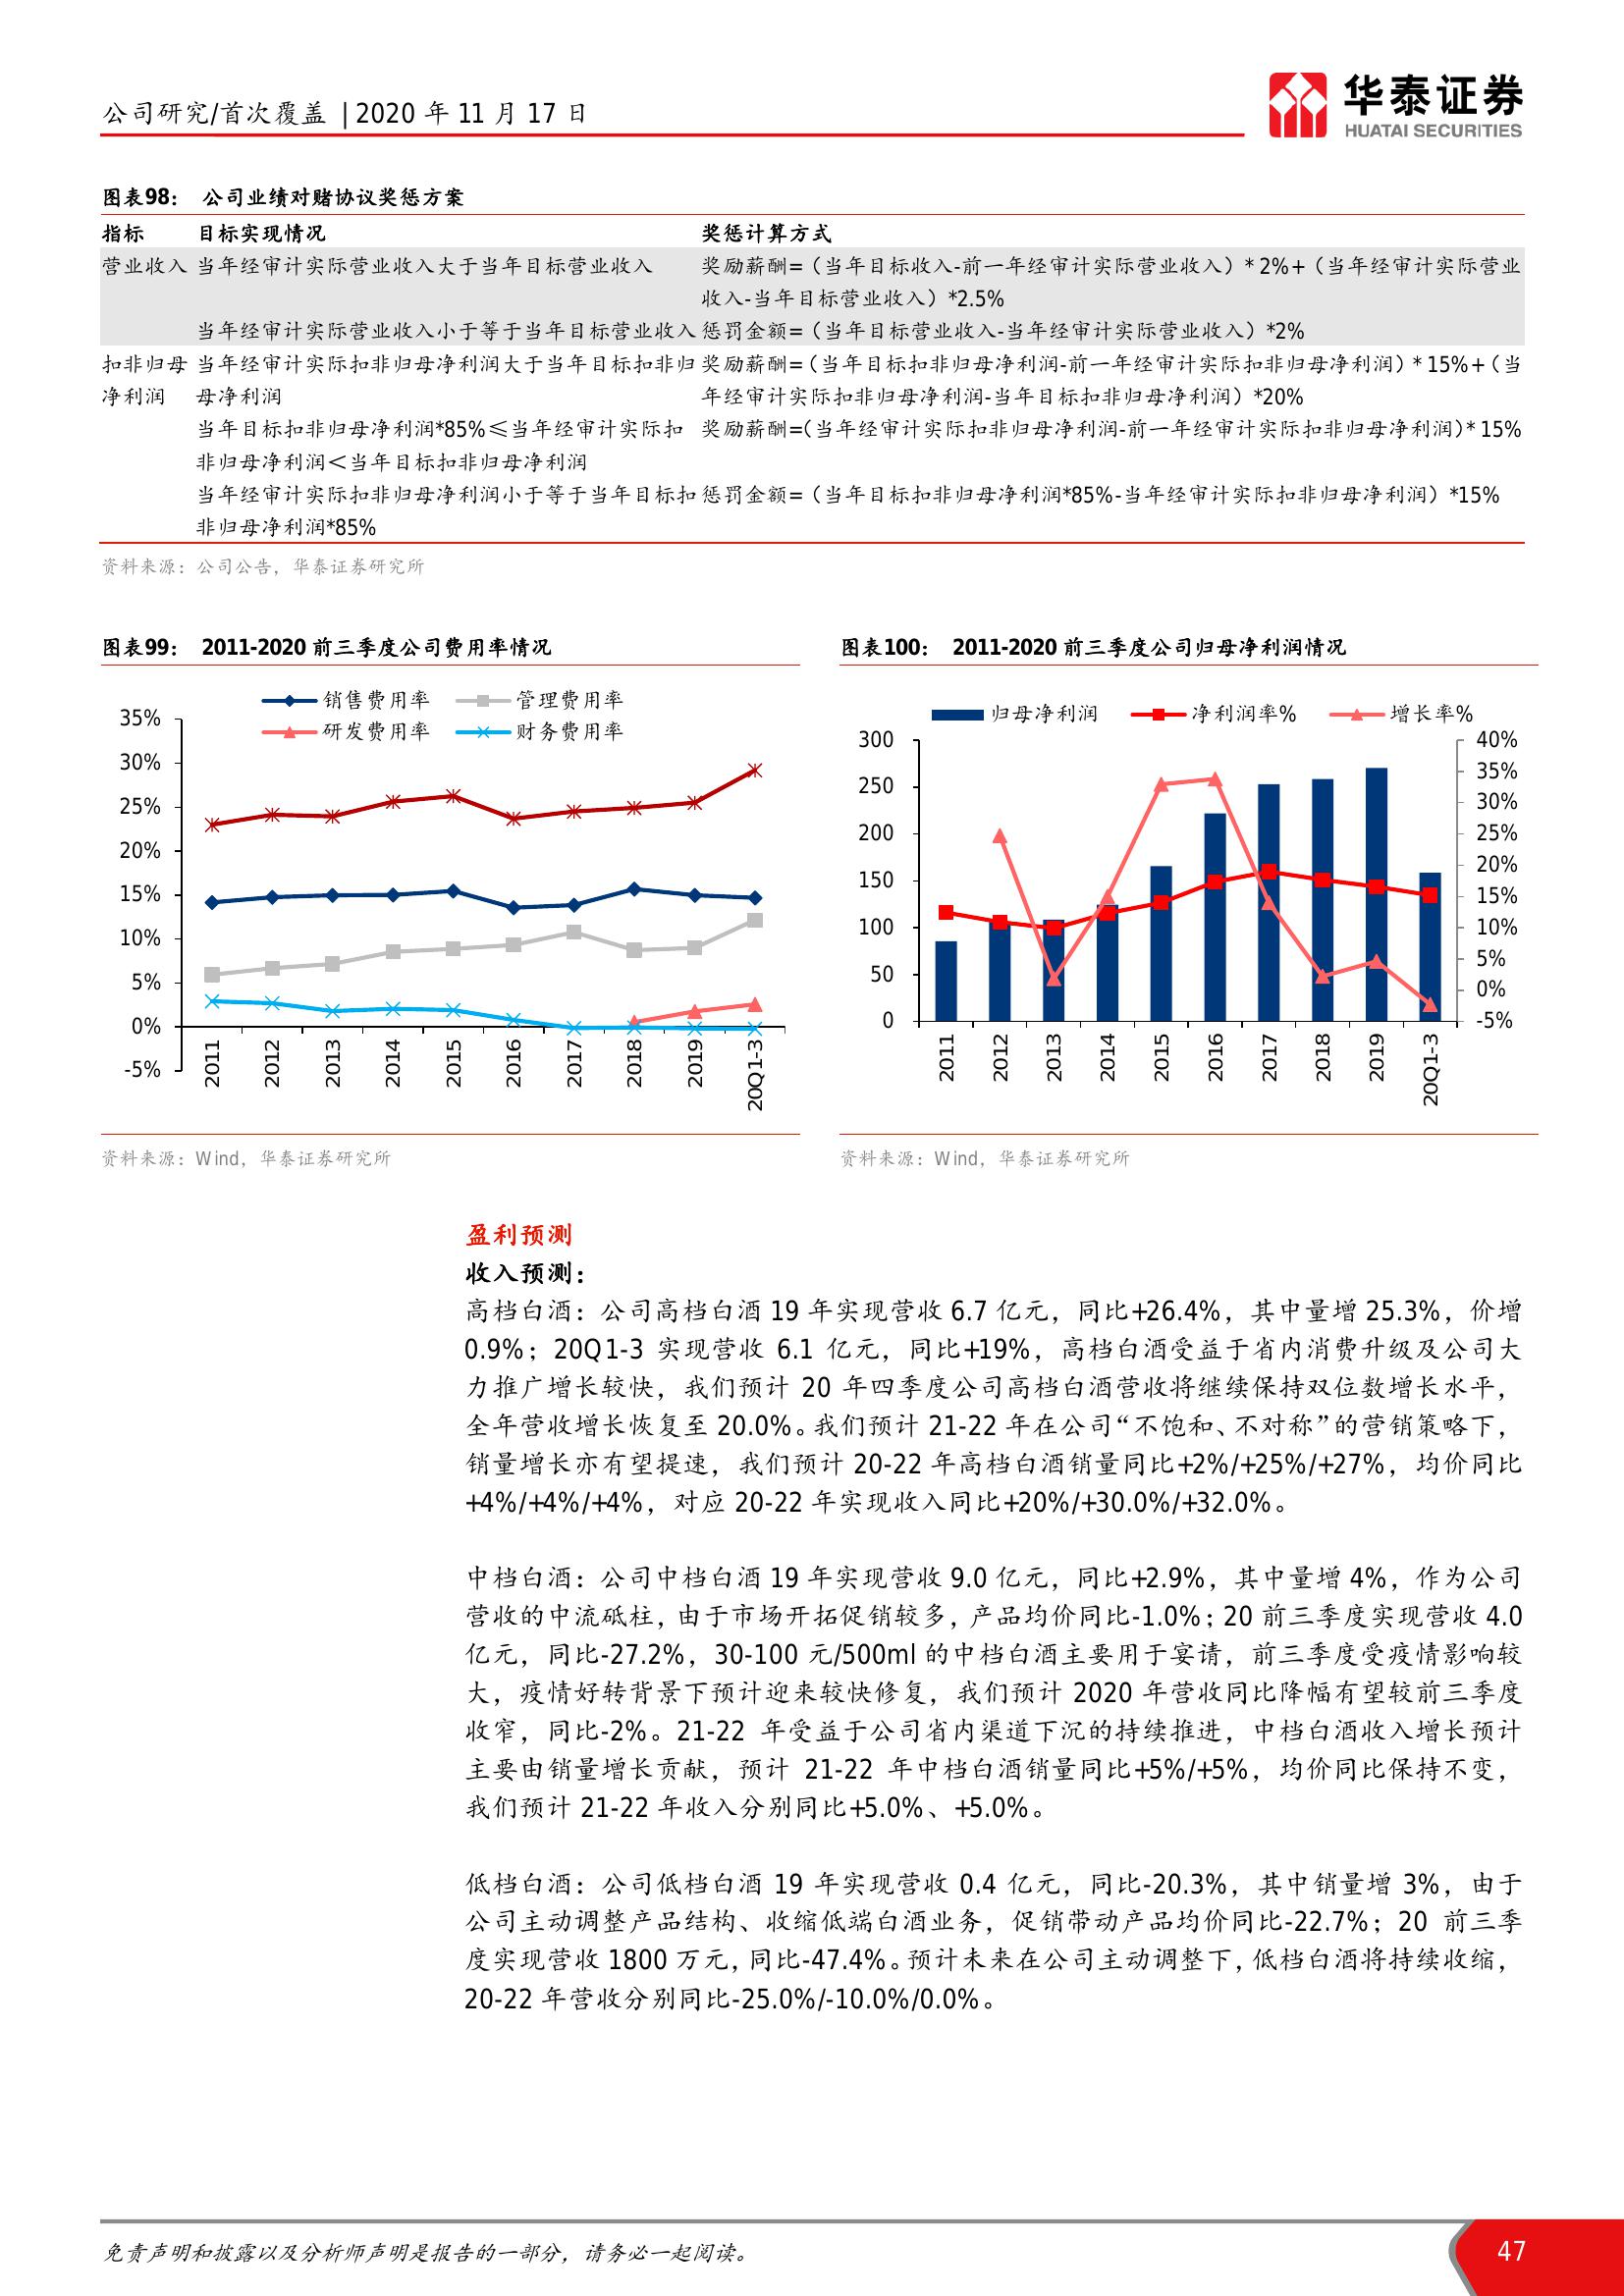 公司研究/首次覆盖 | 2020 年 11 月 17 日
华泰证券
HUATAI SECURITIES
图表98： 公司业绩对赌协议奖惩方案
指标 目标实现情况 奖惩计算方式
营业收入 当年经审计实际营业收入大于当年目标营业收入 奖励薪酬=（当年目标收入-前一年经审计实际营业收入）*2%+（当年经审计实际营业
收入-当年目标营业收入）*2.5%
当年经审计实际营业收入小于等于当年目标营业收入 惩罚金额=（当年目标营业收入-当年经审计实际营业收入）*2%
扣非归母 当年经审计实际扣非归母净利润大于当年目标扣非归 奖励薪酬=（当年目标扣非归母净利润-前一年经审计实际扣非归母净利润）*15%+（当
净利润 母净利润 年经审计实际扣非归母净利润-当年目标扣非归母净利润）*20%
当年目标扣非归母净利润*85%≤当年经审计实际扣 奖励薪酬=（当年经审计实际扣非归母净利润-前一年经审计实际扣非归母净利润）*15%
非归母净利润＜当年目标扣非归母净利润
当年经审计实际扣非归母净利润小于等于当年目标扣 惩罚金额=（当年目标扣非归母净利润*85%-当年经审计实际扣非归母净利润）*15%
非归母净利润*85%
资料来源：公司公告，华泰证券研究所
图表99： 2011-2020 前三季度公司费用率情况
销售费用率 管理费用率
研发费用率 财务费用率
35%
30%
25%
20%
15%
10%
5%
0%
-5%
2011 2012 2013 2014 2015 2016 2017 2018 2019 20Q1-3
资料来源：Wind，华泰证券研究所
图表100： 2011-2020 前三季度公司归母净利润情况
归母净利润 净利润率% 增长率%
300
250
200
150
100
50
0
40%
35%
30%
25%
20%
15%
10%
5%
0%
-5%
2011 2012 2013 2014 2015 2016 2017 2018 2019 20Q1-3
资料来源：Wind，华泰证券研究所
盈利预测
收入预测：
高档白酒：公司高档白酒 19 年实现营收 6.7 亿元，同比+26.4%，其中量增 25.3%，价增
0.9%；20Q1-3 实现营收 6.1 亿元，同比+19%，高档白酒受益于省内消费升级及公司大
力推广增长较快，我们预计 20 年四季度公司高档白酒营收将继续保持双位数增长水平，
全年营收增长恢复至 20.0%。我们预计 21-22 年在公司“不饱和、不对称”的营销策略下，
销量增长亦有望提速，我们预计 20-22 年高档白酒销量同比+2%/+25%/+27%，均价同比
+4%/+4%/+4%，对应 20-22 年实现收入同比+20%/+30.0%/+32.0%。
中档白酒：公司中档白酒 19 年实现营收 9.0 亿元，同比+2.9%，其中量增 4%，作为公司
营收的中流砥柱，由于市场开拓促销较多，产品均价同比-1.0%；20 前三季度实现营收 4.0
亿元，同比-27.2%，30-100 元/500ml 的中档白酒主要用于宴请，前三季度受疫情影响较
大，疫情好转背景下预计迎来较快修复，我们预计 2020 年营收同比降幅有望较前三季度
收窄，同比-2%。21-22 年受益于公司省内渠道下沉的持续推进，中档白酒收入增长预计
主要由销量增长贡献，预计 21-22 年中档白酒销量同比+5%/+5%，均价同比保持不变，
我们预计 21-22 年收入分别同比+5.0%、+5.0%。
低档白酒：公司低档白酒 19 年实现营收 0.4 亿元，同比-20.3%，其中销量增 3%，由于
公司主动调整产品结构、收缩低端白酒业务，促销带动产品均价同比-22.7%；20 前三季
度实现营收 1800 万元，同比-47.4%。预计未来在公司主动调整下，低档白酒将持续收缩，
20-22 年营收分别同比-25.0%/-10.0%/0.0%。
免责声明和披露以及分析师声明是报告的一部分，请务必一起阅读。
47